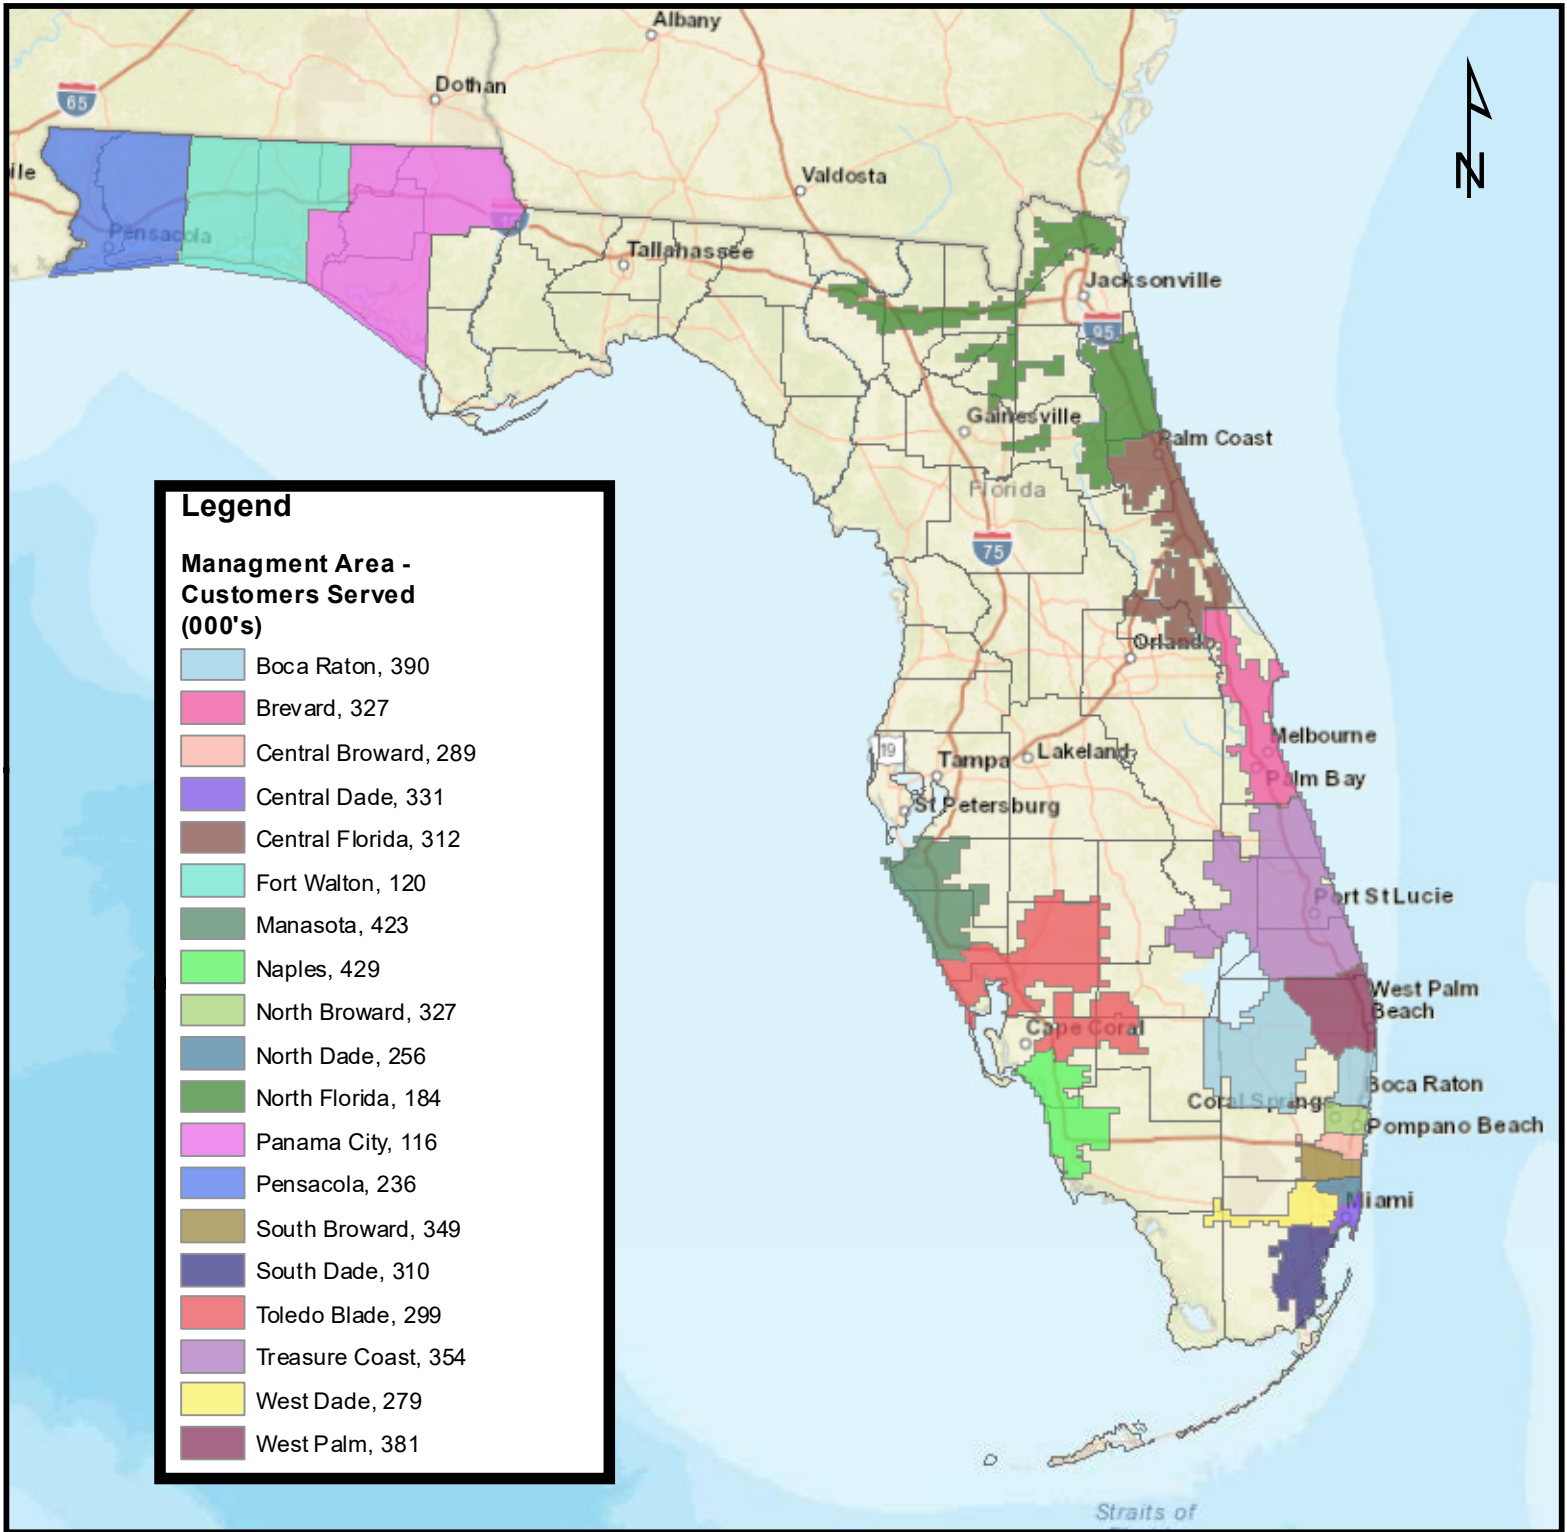 Albany
65
Dothan
ile
Valdosta
N
Pensacola
Tallahassee
Jacksonville
95
Gainesville
Palm Coast
Florida
75
Orlando
19
Tampa
Lakeland
Melbourne
Palm Bay
St Petersburg
Port St Lucie
West Palm
Beach
Cape Coral
Boca Raton
Coral Springs
Pompano Beach
Miami
Straits of
Legend
Managment Area -
Customers Served
(000's)
Boca Raton, 390
Brevard, 327
Central Broward, 289
Central Dade, 331
Central Florida, 312
Fort Walton, 120
Manasota, 423
Naples, 429
North Broward, 327
North Dade, 256
North Florida, 184
Panama City, 116
Pensacola, 236
South Broward, 349
South Dade, 310
Toledo Blade, 299
Treasure Coast, 354
West Dade, 279
West Palm, 381